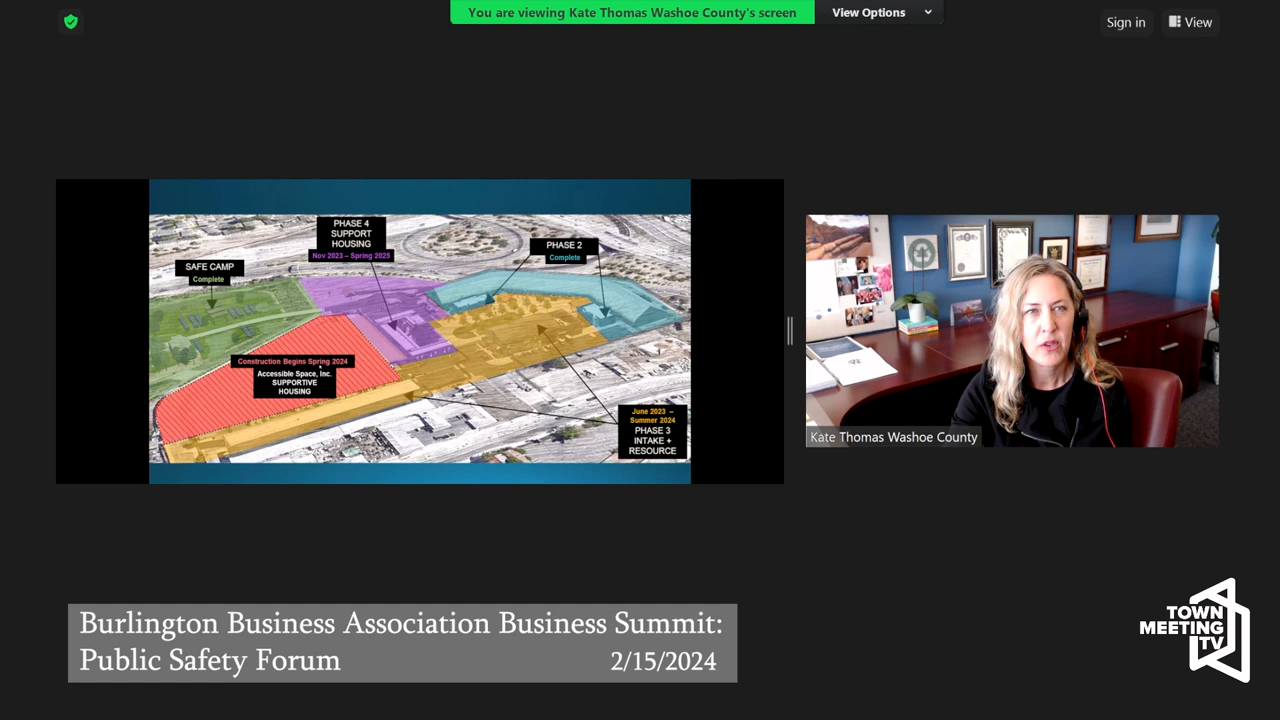 You are viewing Kate Thomas Washoe County's screen
View Options
Sign in
View
PHASE 4
SUPPORT
HOUSING
Nov 2023 – Spring 2025
PHASE 2
Complete
SAFE CAMP
Complete
Construction Begins Spring 2024
Accessible Space, Inc.
SUPPORTIVE
HOUSING
June 2023 –
Summer 2024
PHASE 3
INTAKE +
RESOURCE
Kate Thomas Washoe County
Burlington Business Association Business Summit:
Public Safety Forum
2/15/2024
TOWN
MEETING
TV